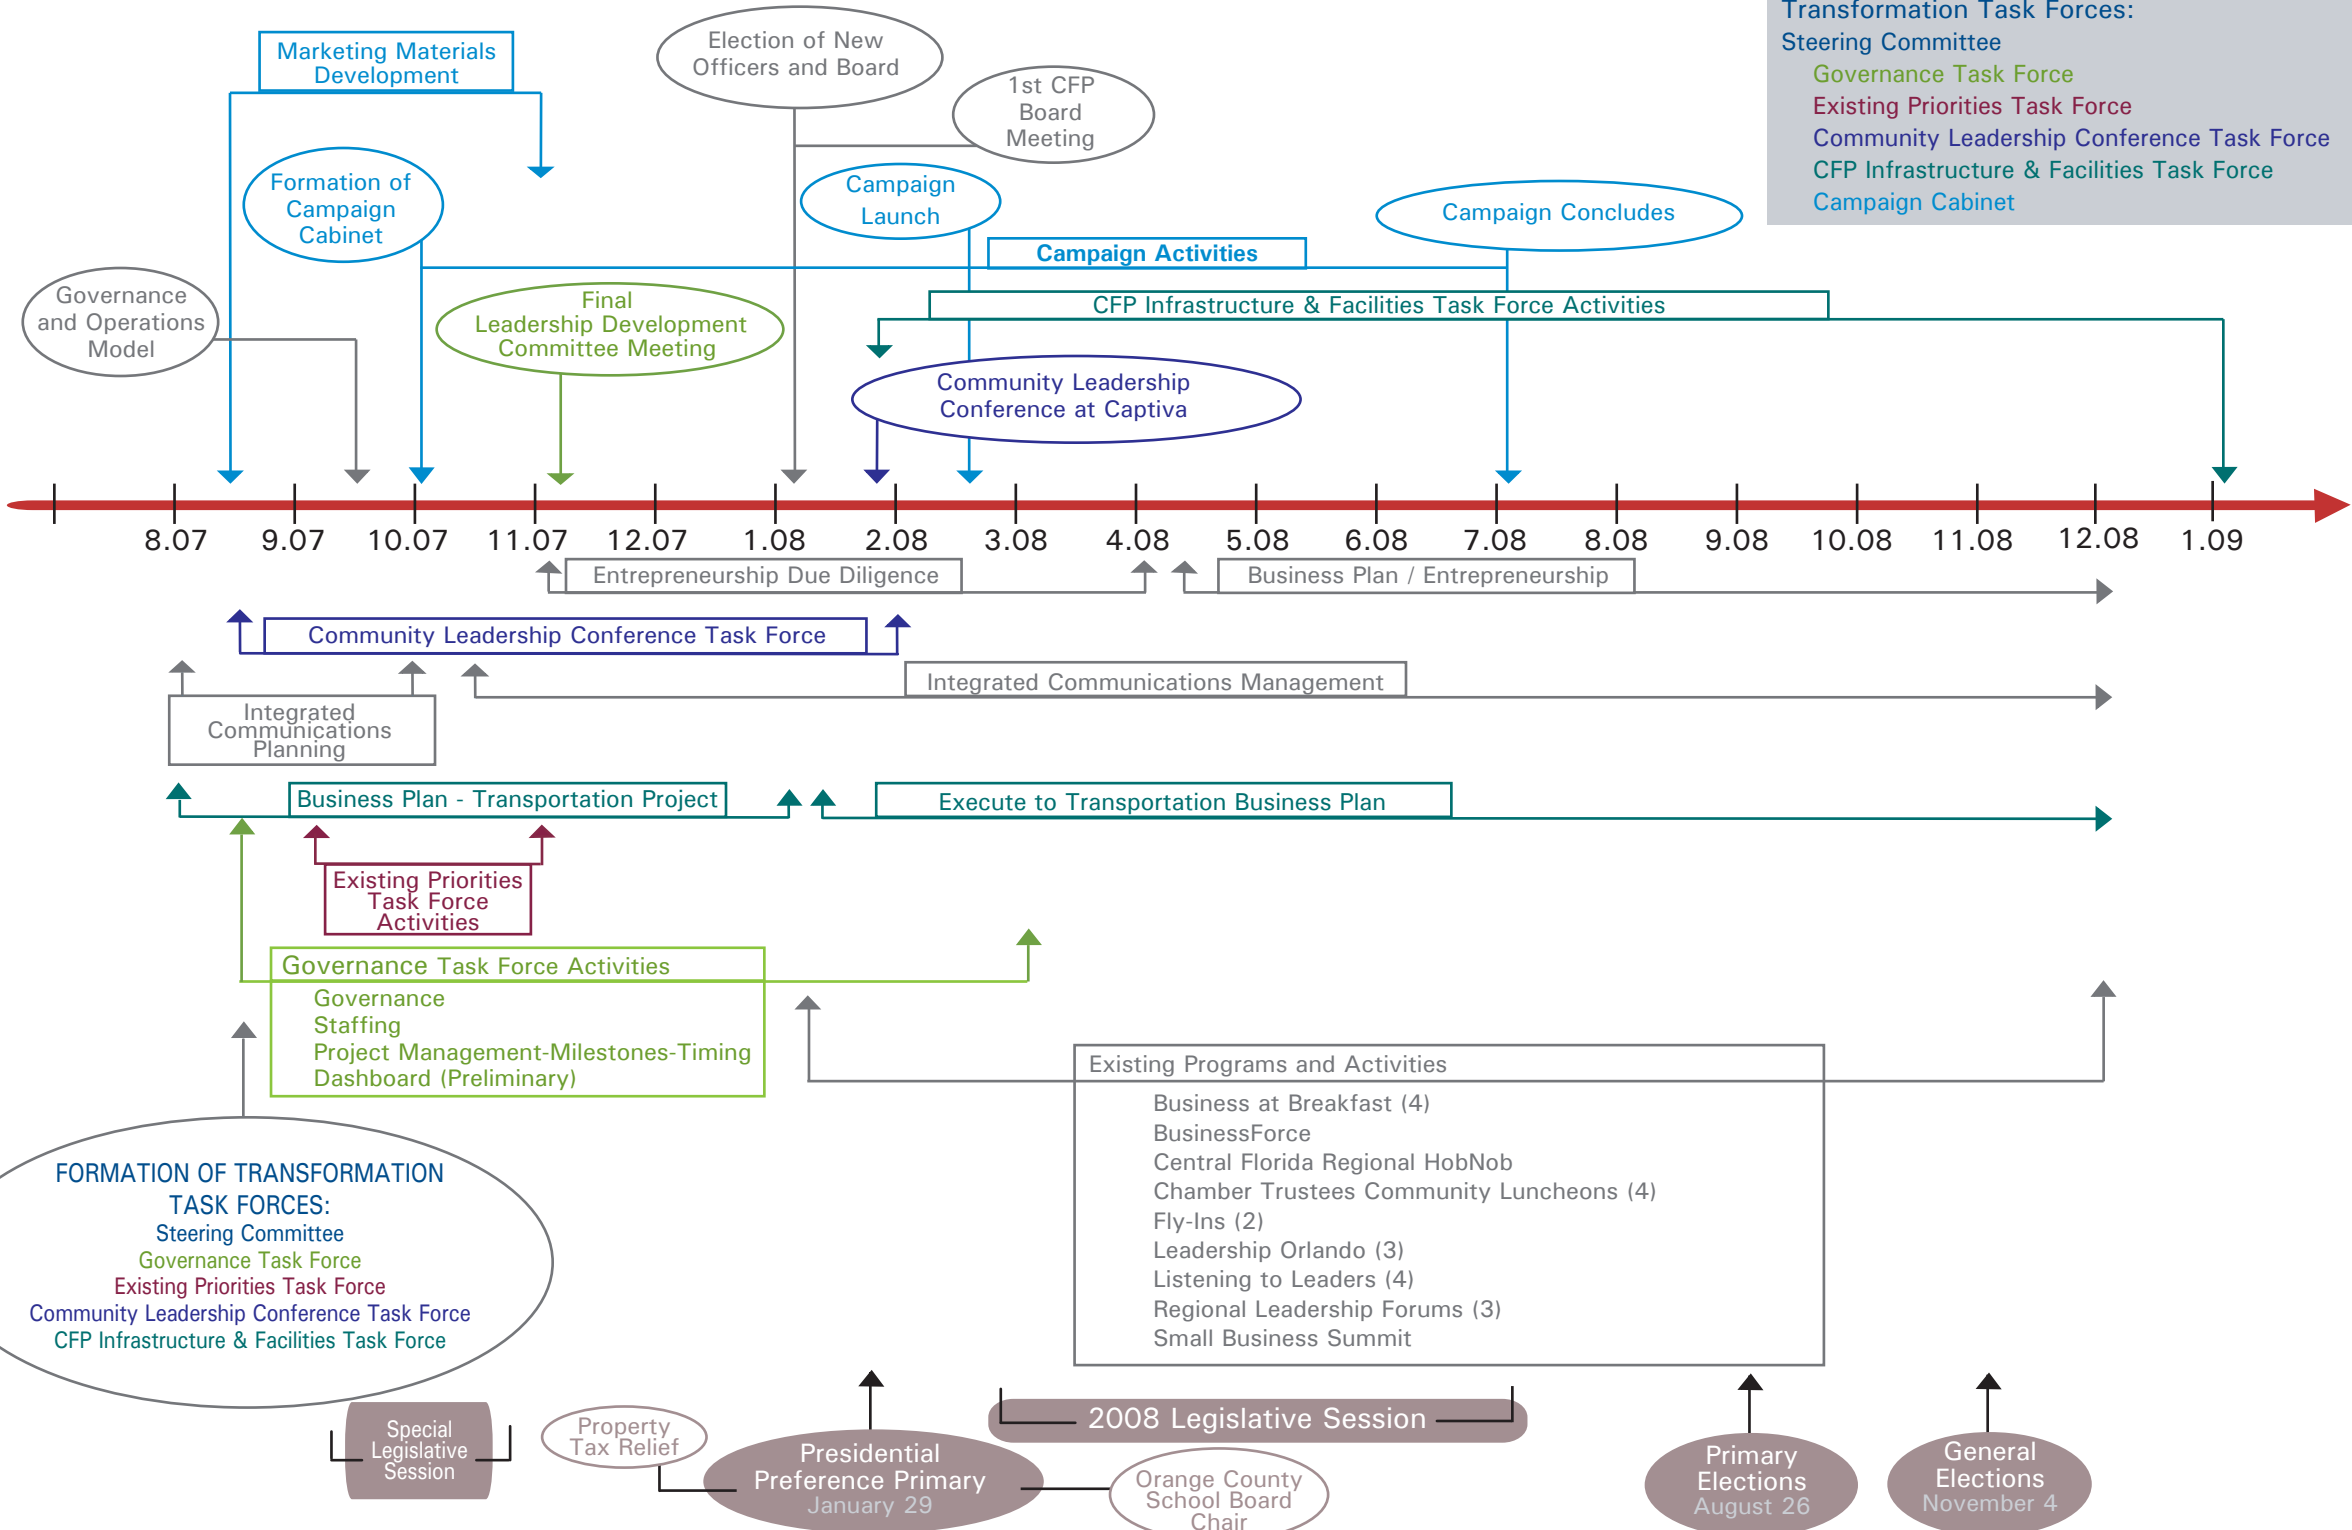 Transformation Task Forces:
Steering Committee
Governance Task Force
Existing Priorities Task Force
Community Leadership Conference Task Force
CFP Infrastructure & Facilities Task Force
Campaign Cabinet
Marketing Materials
Development
Election of New
Officers and Board
1st CFP
Board
Meeting
Formation of
Campaign
Cabinet
Campaign
Launch
Campaign Concludes
Campaign Activities
Governance
and Operations
Model
Final
Leadership Development
Committee Meeting
CFP Infrastructure & Facilities Task Force Activities
Community Leadership
Conference at Captiva
8.07 9.07 10.07 11.07 12.07 1.08 2.08 3.08 4.08 5.08 6.08 7.08 8.08 9.08 10.08 11.08 12.08 1.09
Entrepreneurship Due Diligence
Business Plan / Entrepreneurship
Community Leadership Conference Task Force
Integrated Communications Management
Integrated
Communications
Planning
Business Plan - Transportation Project
Execute to Transportation Business Plan
Existing Priorities
Task Force
Activities
Governance Task Force Activities
Governance
Staffing
Project Management-Milestones-Timing
Dashboard (Preliminary)
Existing Programs and Activities
Business at Breakfast (4)
BusinessForce
Central Florida Regional HobNob
Chamber Trustees Community Luncheons (4)
Fly-Ins (2)
Leadership Orlando (3)
Listening to Leaders (4)
Regional Leadership Forums (3)
Small Business Summit
FORMATION OF TRANSFORMATION
TASK FORCES:
Steering Committee
Governance Task Force
Existing Priorities Task Force
Community Leadership Conference Task Force
CFP Infrastructure & Facilities Task Force
Special
Legislative
Session
Property
Tax Relief
Presidential
Preference Primary
January 29
2008 Legislative Session
Orange County
School Board
Chair
Primary
Elections
August 26
General
Elections
November 4